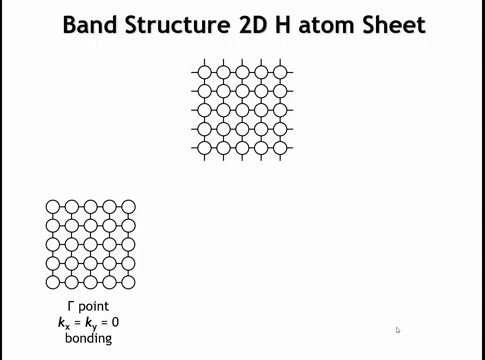 Band Structure 2D H atom Sheet
Γ point
kx = ky = 0
bonding